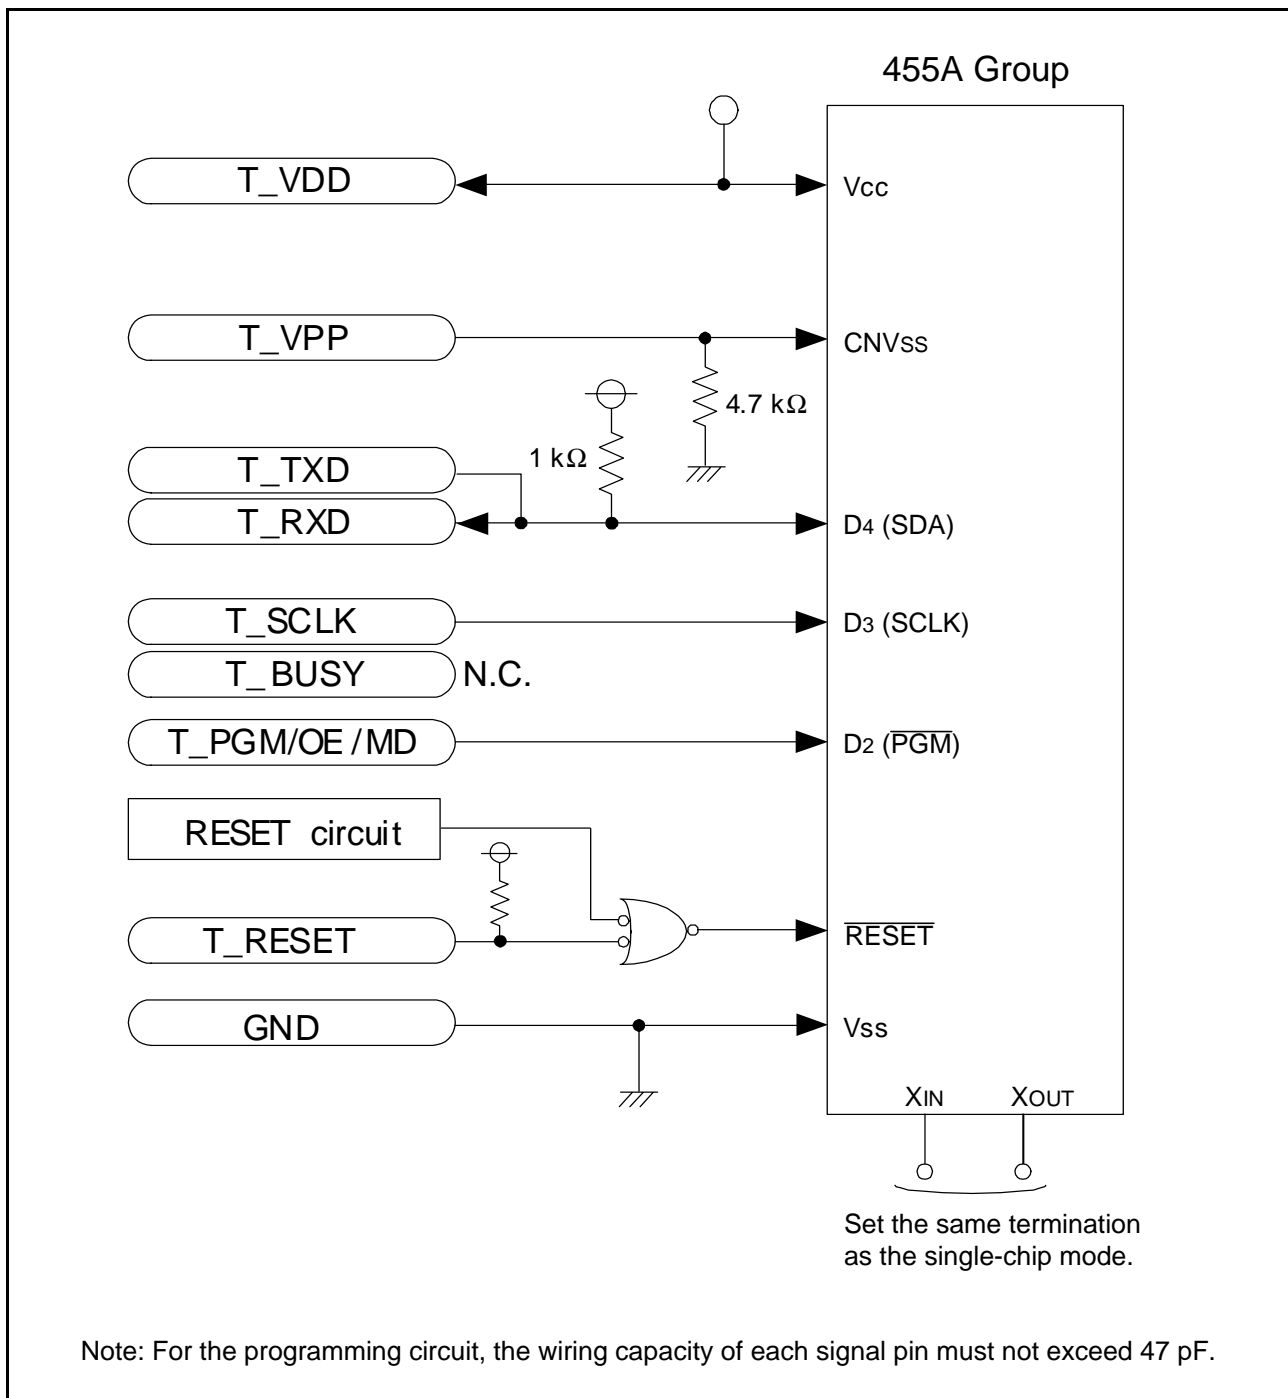 455A Group
T_VDD
Vcc
T_VPP
CNVss
4.7 kΩ
1 kΩ
T_TXD
T_RXD
D4 (SDA)
T_SCLK
D3 (SCLK)
T_BUSY
N.C.
T_PGM/OE/MD
D2 (PGM)
RESET circuit
T_RESET
RESET
GND
Vss
XIN
XOUT
Set the same termination
as the single-chip mode.
Note: For the programming circuit, the wiring capacity of each signal pin must not exceed 47 pF.